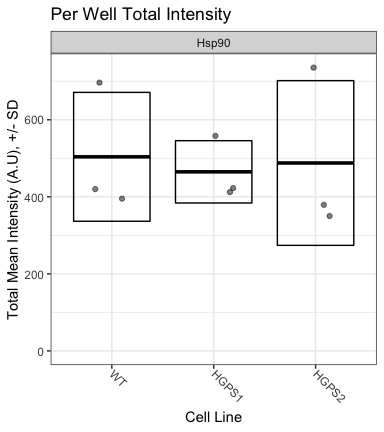 Per Well Total Intensity
Hsp90
Total Mean Intensity (A.U), +/- SD
600
400
200
0
WT
HGPS1
HGPS2
Cell Line